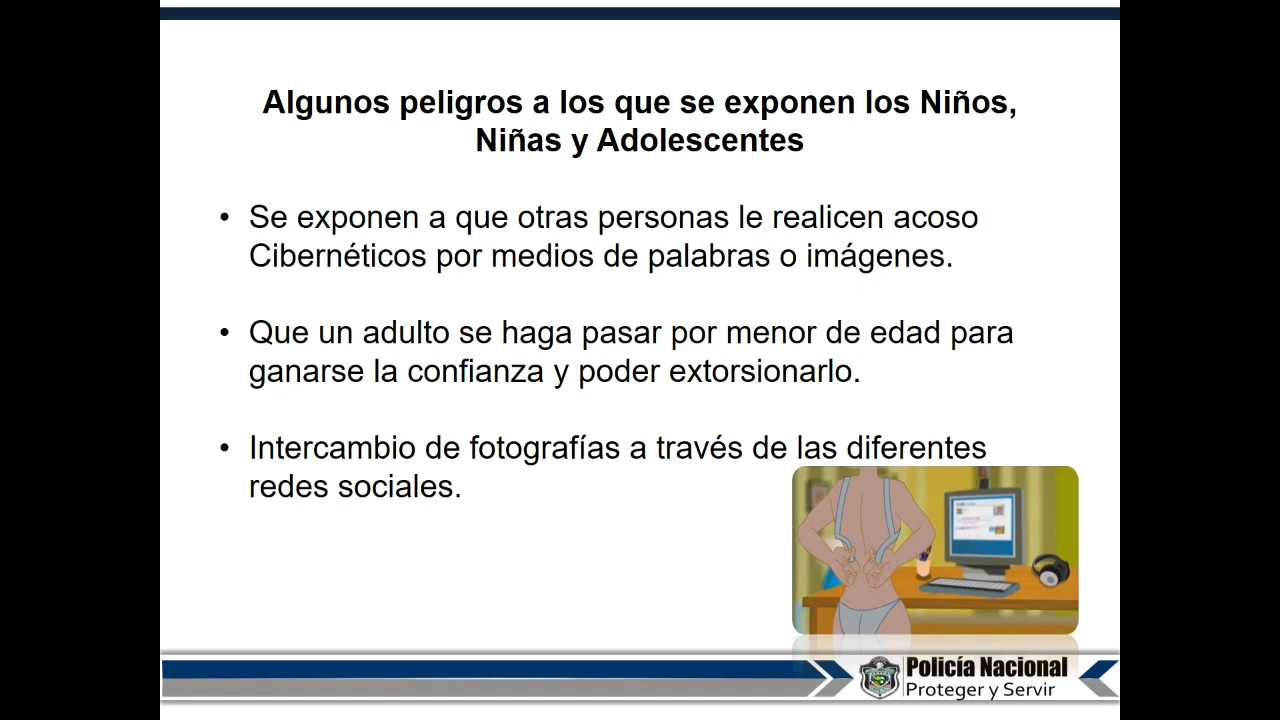 Algunos peligros a los que se exponen los Niños,
Niñas y Adolescentes
• Se exponen a que otras personas le realicen acoso
Cibernéticos por medios de palabras o imágenes.
• Que un adulto se haga pasar por menor de edad para
ganarse la confianza y poder extorsionarlo.
• Intercambio de fotografías a través de las diferentes
redes sociales.
Policía Nacional
Proteger y Servir